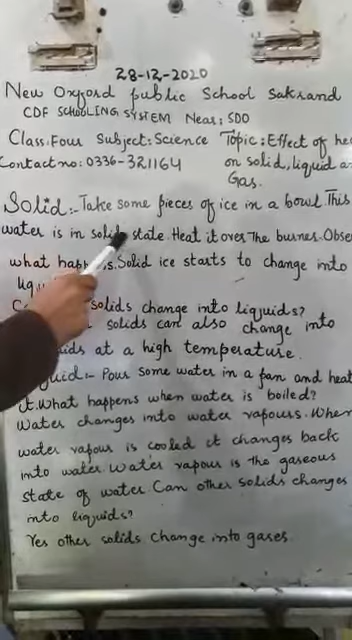 28-12-2020
New Oxford public School Sakrand
CDF SCHOOLING SYSTEM Near: SDO
Class: Four Subject: Science Topic: Effect of hea
Contact no: 0336-321164 on solid, liquid a
Gas.
Solid:- Take some pieces of ice in a bowl. This
water is in solid state. Heat it over The burner. Obse
what happ s. Solid ice starts to change into
liqu
solids change into liquids?
solids can also change into
ids at a high temperature.
quid:- Pour some water in a pan and heat
it. What happens when water is boiled?
Water changes into water vapours. When
water vapour is cooled it changes back
into water. Water vapour is the gaseous
state of water. Can other solids changes
into liquids?
Yes other solids change into gases.